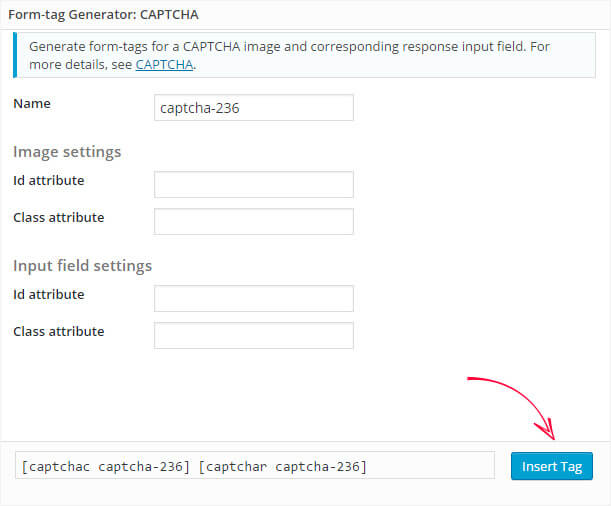 Form-tag Generator: CAPTCHA
Generate form-tags for a CAPTCHA image and corresponding response input field. For
more details, see CAPTCHA.
Name captcha-236
Image settings
Id attribute
Class attribute
Input field settings
Id attribute
Class attribute
[captchac captcha-236] [captchar captcha-236] Insert Tag